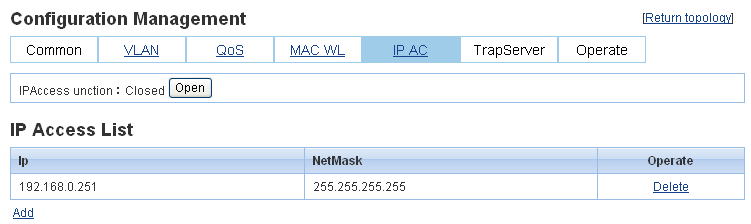 Configuration Management [Return topology]
Common VLAN QoS MAC WL IP AC TrapServer Operate
IPAccess unction： Closed Open
IP Access List
Ip NetMask Operate
192.168.0.251 255.255.255.255 Delete
Add